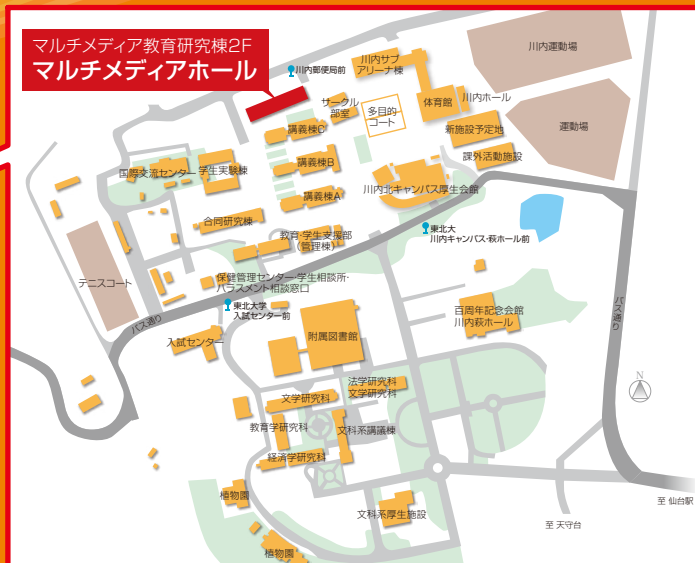 マルチメディア教育研究棟2F
マルチメディアホール
川内郵便局前
川内サブ
アリーナ棟
川内運動場
サークル
部室
多目的
コート
体育館
川内ホール
新施設予定地
運動場
課外活動施設
講義棟C
講義棟B
講義棟A
国際交流センター
学生実験棟
川内北キャンパス厚生会館
合同研究棟
教育・学生支援部
(管理棟)
東北大
川内キャンパス・萩ホール前
テニスコート
保健管理センター・学生相談所・
ハラスメント相談窓口
東北大学
入試センター前
バス通り
入試センター
附属図書館
百周年記念会館
川内萩ホール
バス通り
法学研究科
文学研究科
文学研究科
教育学研究科
文科系講議棟
経済学研究科
植物園
文科系厚生施設
植物園
N
至 仙台駅
至 天守台